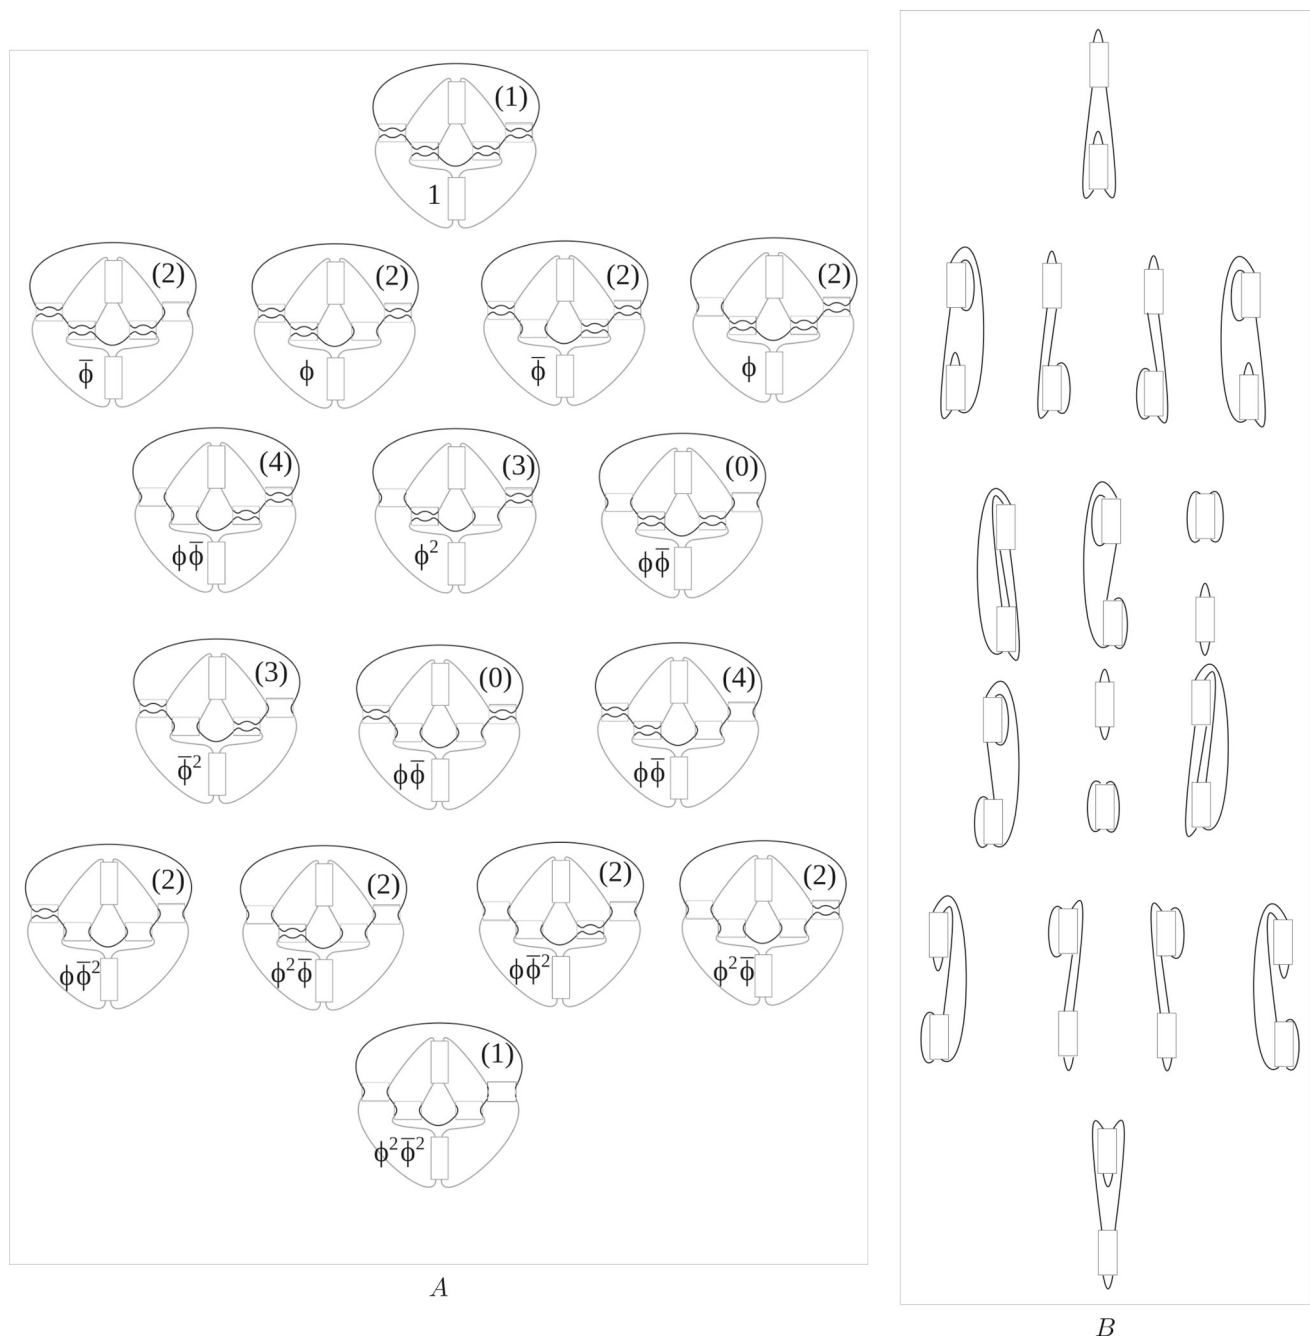 (1)
1
(2) (2) (2) (2)
ϕ̄ ϕ ϕ̄ ϕ
(4) (3) (0)
ϕϕ̄ ϕ² ϕϕ̄
(3) (0) (4)
ϕ̄² ϕϕ̄ ϕϕ̄
(2) (2) (2) (2)
ϕϕ̄² ϕ²ϕ̄ ϕϕ̄² ϕ²ϕ̄
(1)
ϕ²ϕ̄²
A
B